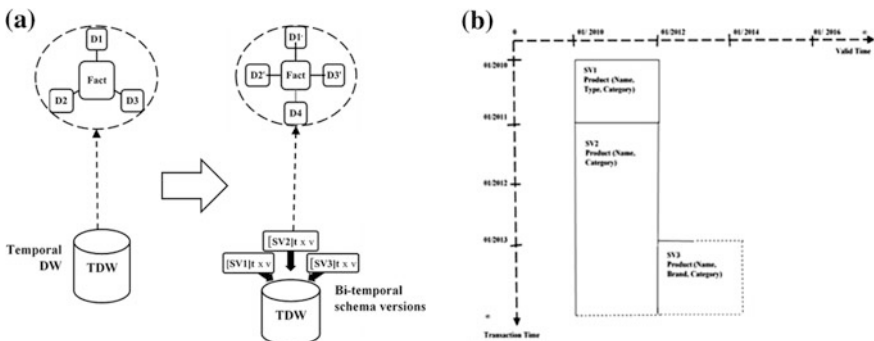 (a)
D1
Fact
D2
D3
Temporal
DW
TDW
D1'
D2'
Fact
D3'
D4
[SV2]t x v
[SV1]t x v
[SV3]t x v
TDW
Bi-temporal
schema versions
(b)
0
01/ 2010
01/2012
01/ 2014
01/ 2016
∞
Valid Time
01/2010
SV1
Product (Name,
Type, Category)
01/2011
SV2
Product (Name,
Category)
01/2012
01/2013
SV3
Product (Name,
Brand, Category)
∞
Transaction Time